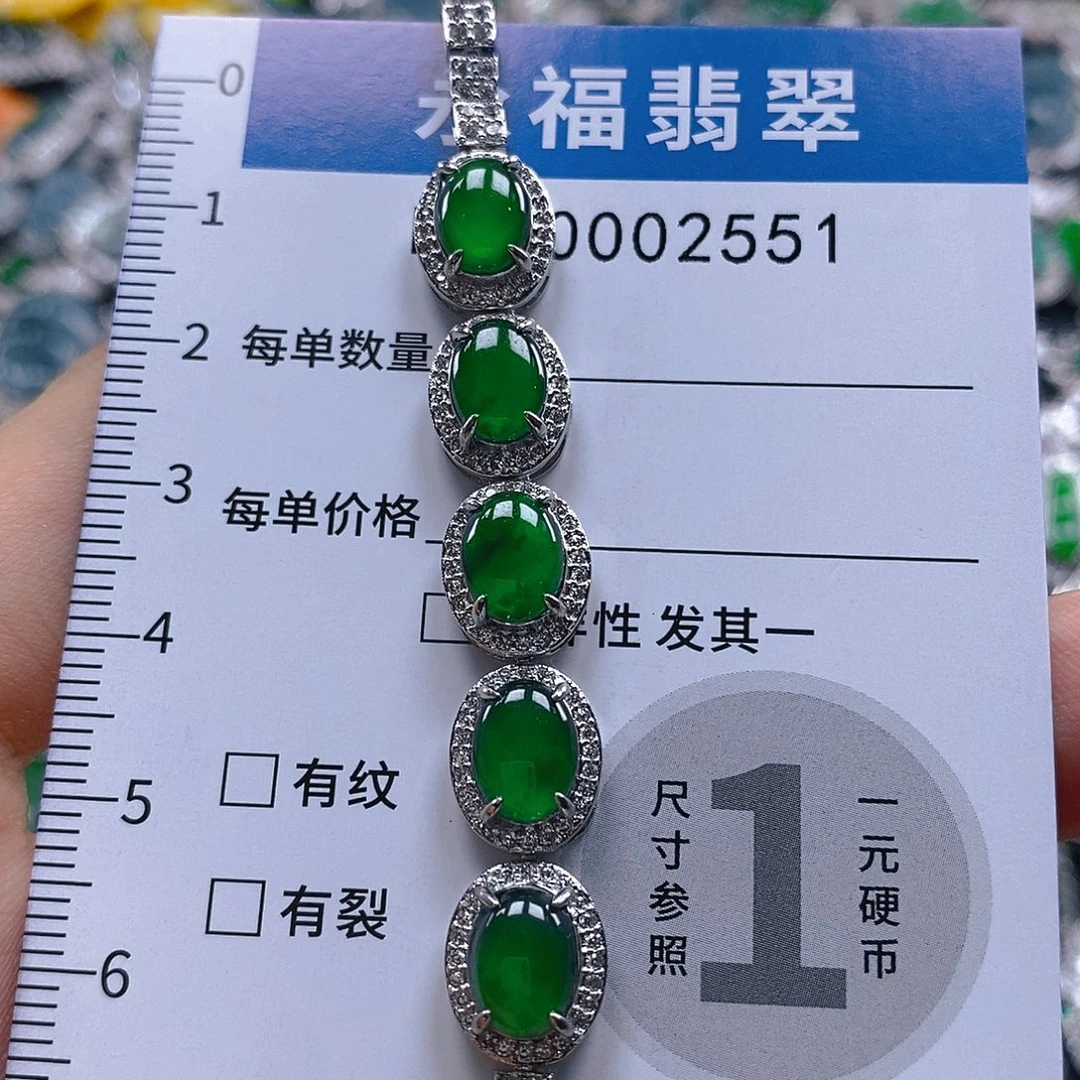 0
永福翡翠
1
0002551
2 每单数量
3 每单价格
4
性 发其一
5
有纹
有裂
6
尺寸参照
1
一元硬币